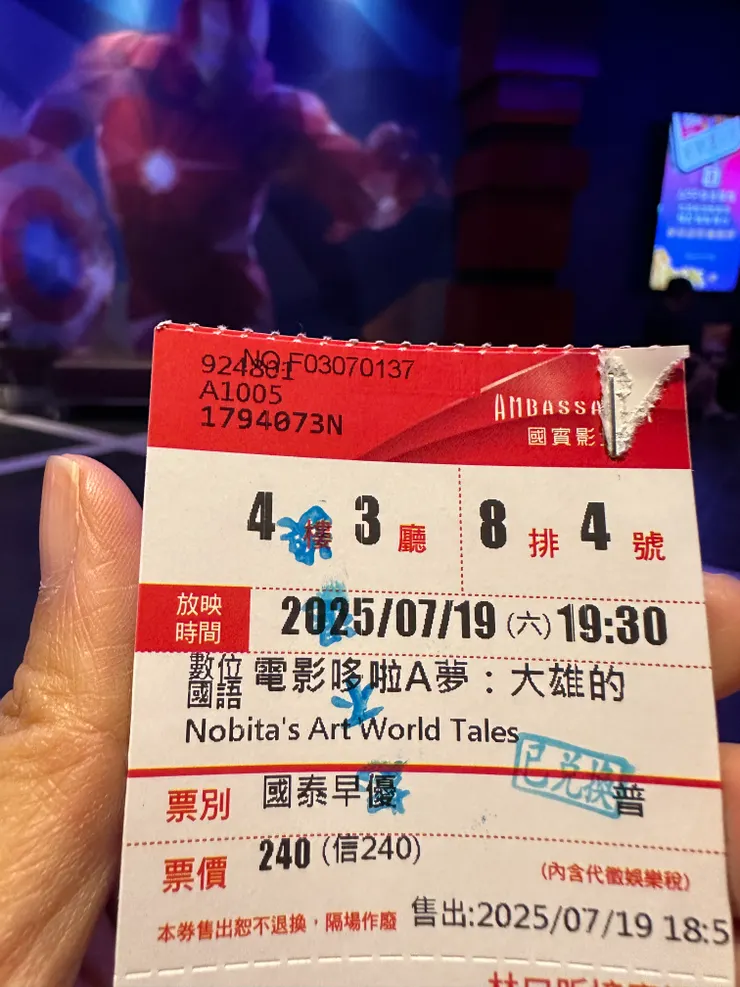 NO F03070137
A1005
1794073N
AMBASSA
國賓影
4 樓 3 廳 8 排 4 號
放映時間 2025/07/19 (六) 19:30
數位國語 電影哆啦A夢：大雄的
Nobita's Art World Tales
已兌換
票別 國泰早優 普
票價 240 (信240)
(內含代徵娛樂稅)
本券售出恕不退換，隔場作廢 售出:2025/07/19 18:5